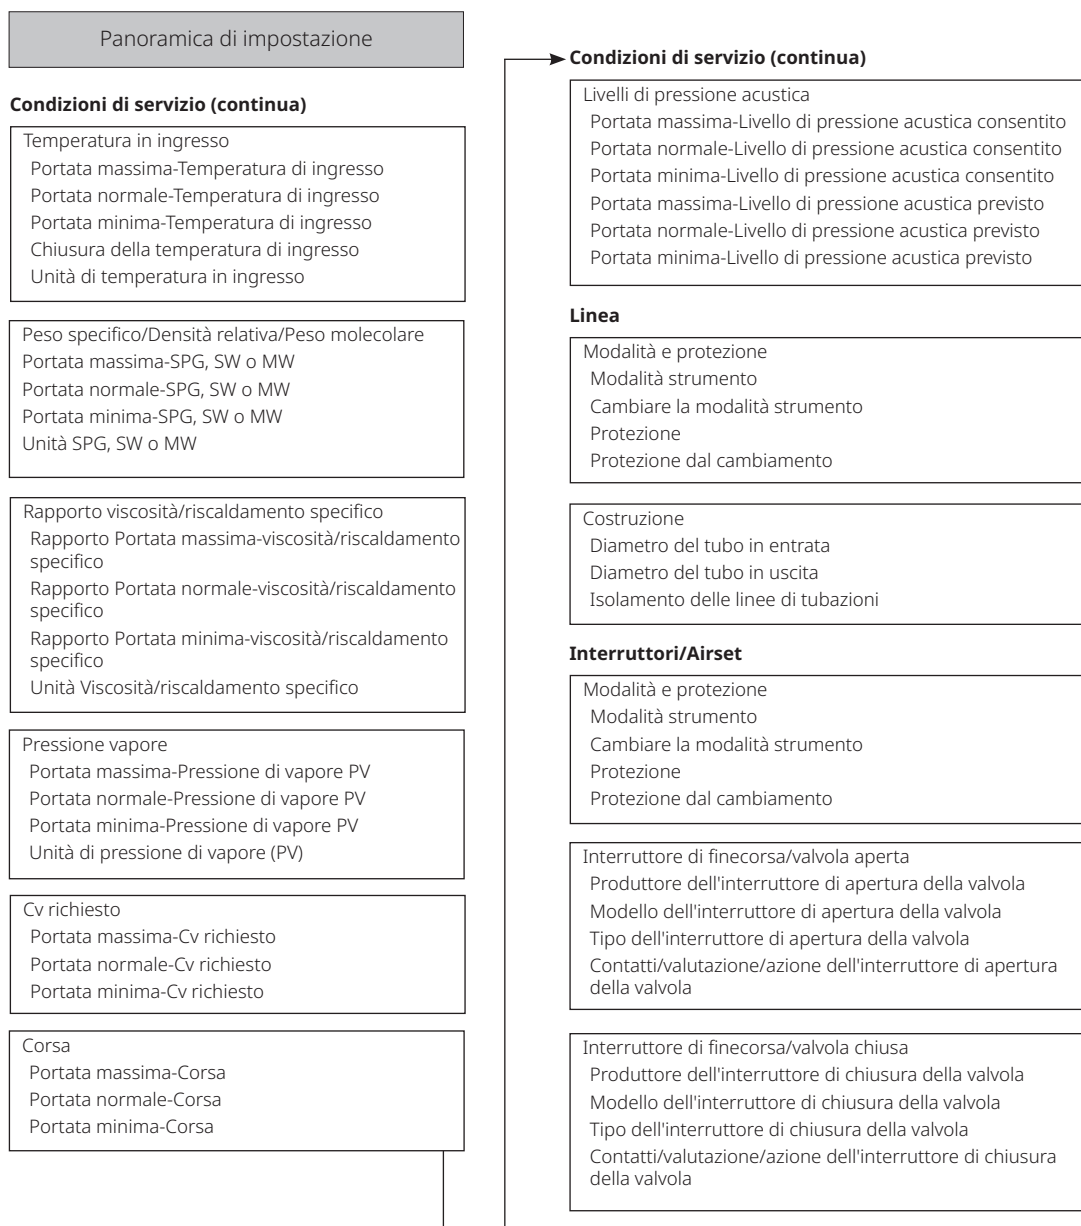 Panoramica di impostazione
Condizioni di servizio (continua)
Temperatura in ingresso
Portata massima-Temperatura di ingresso
Portata normale-Temperatura di ingresso
Portata minima-Temperatura di ingresso
Chiusura della temperatura di ingresso
Unità di temperatura in ingresso
Peso specifico/Densità relativa/Peso molecolare
Portata massima-SPG, SW o MW
Portata normale-SPG, SW o MW
Portata minima-SPG, SW o MW
Unità SPG, SW o MW
Rapporto viscosità/riscaldamento specifico
Rapporto Portata massima-viscosità/riscaldamento
specifico
Rapporto Portata normale-viscosità/riscaldamento
specifico
Rapporto Portata minima-viscosità/riscaldamento
specifico
Unità Viscosità/riscaldamento specifico
Pressione vapore
Portata massima-Pressione di vapore PV
Portata normale-Pressione di vapore PV
Portata minima-Pressione di vapore PV
Unità di pressione di vapore (PV)
Cv richiesto
Portata massima-Cv richiesto
Portata normale-Cv richiesto
Portata minima-Cv richiesto
Corsa
Portata massima-Corsa
Portata normale-Corsa
Portata minima-Corsa
Condizioni di servizio (continua)
Livelli di pressione acustica
Portata massima-Livello di pressione acustica consentito
Portata normale-Livello di pressione acustica consentito
Portata minima-Livello di pressione acustica consentito
Portata massima-Livello di pressione acustica previsto
Portata normale-Livello di pressione acustica previsto
Portata minima-Livello di pressione acustica previsto
Linea
Modalità e protezione
Modalità strumento
Cambiare la modalità strumento
Protezione
Protezione dal cambiamento
Costruzione
Diametro del tubo in entrata
Diametro del tubo in uscita
Isolamento delle linee di tubazioni
Interruttori/Airset
Modalità e protezione
Modalità strumento
Cambiare la modalità strumento
Protezione
Protezione dal cambiamento
Interruttore di finecorsa/valvola aperta
Produttore dell'interruttore di apertura della valvola
Modello dell'interruttore di apertura della valvola
Tipo dell'interruttore di apertura della valvola
Contatti/valutazione/azione dell'interruttore di apertura
della valvola
Interruttore di finecorsa/valvola chiusa
Produttore dell'interruttore di chiusura della valvola
Modello dell'interruttore di chiusura della valvola
Tipo dell'interruttore di chiusura della valvola
Contatti/valutazione/azione dell'interruttore di chiusura
della valvola